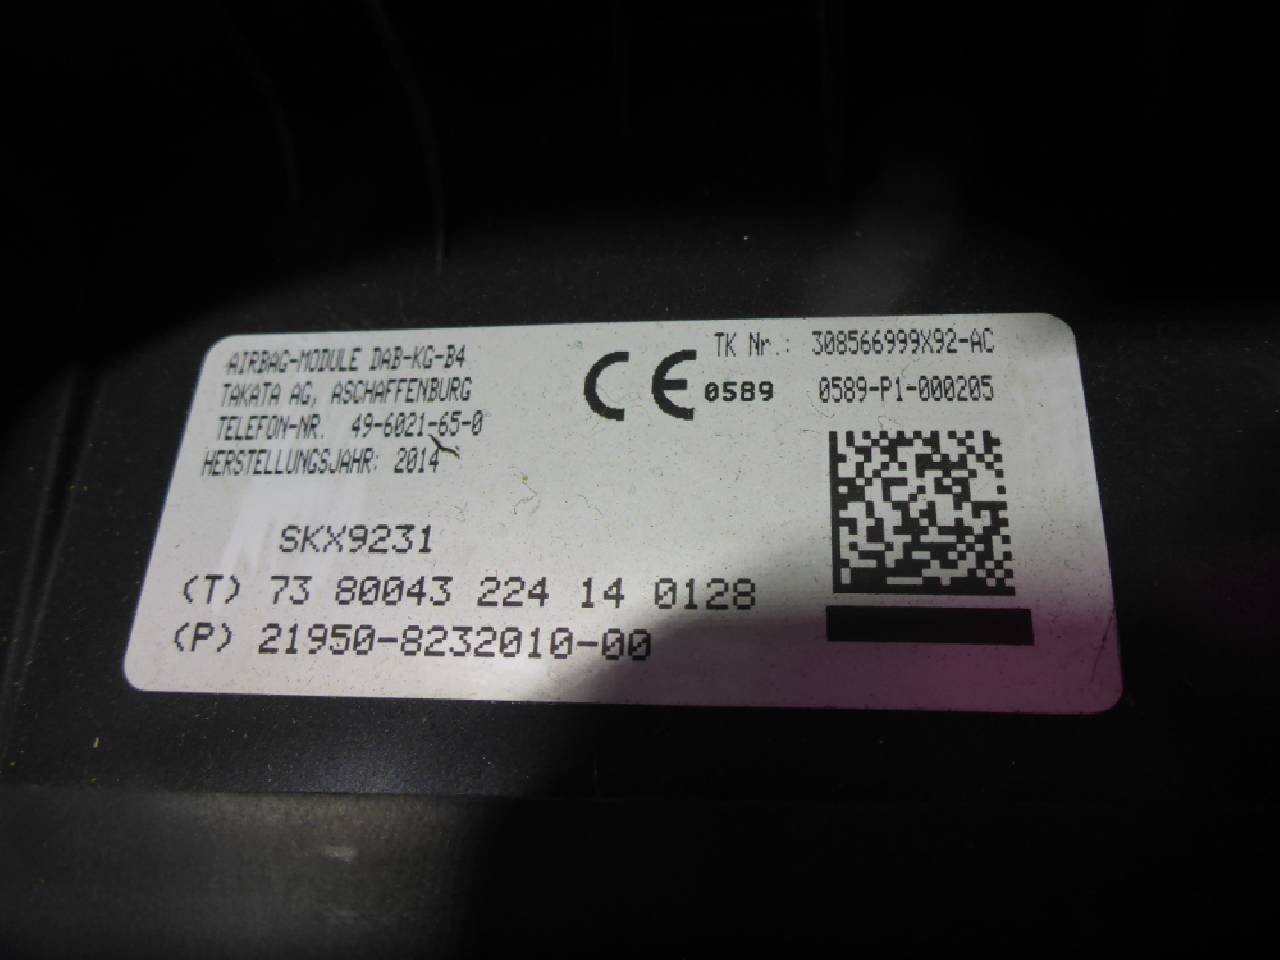 AIRBAG-MODULE DAB-KG-B4
TAKATA AG, ASCHAFFENBURG
TELEFON-NR. 49-6021-65-0
HERSTELLUNGSJAHR: 2014
CE 0589
TK Nr.: 308566999X92-AC
0589-P1-000205
SKX9231
(T) 73 80043 224 14 0128
(P) 21950-8232010-00